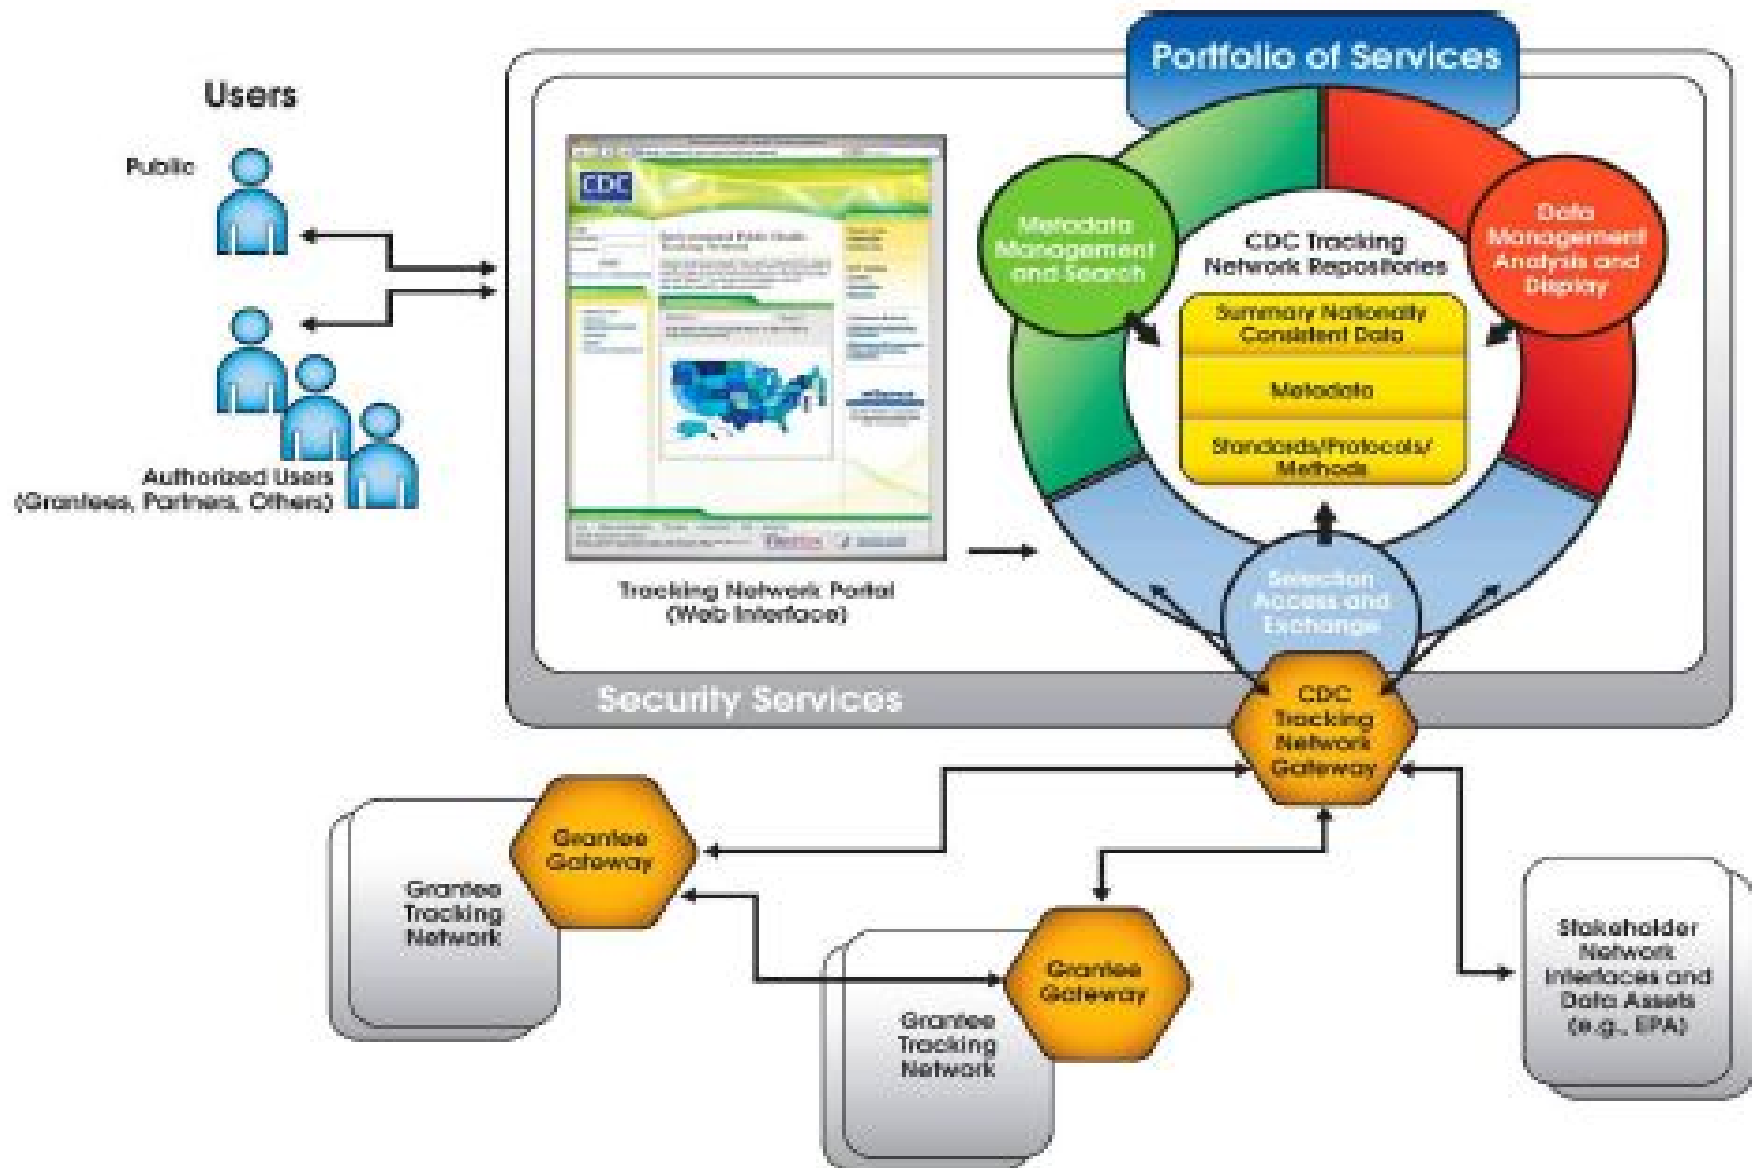 Portfolio of Services
Users
Public
Authorized Users
(Grantees, Partners, Others)
CDC
Tracking Network Portal
(Web Interface)
Metadata
Management
and Search
Data
Management
Analysis and
Display
CDC Tracking
Network Repositories
Summary Nationally
Consistent Data
Metadata
Standards/Protocols/
Methods
Selection
Access and
Exchange
Security Services
CDC
Tracking
Network
Gateway
Grantee
Gateway
Grantee
Tracking
Network
Grantee
Gateway
Grantee
Tracking
Network
Stakeholder
Network
Interfaces and
Data Assets
(e.g., EPA)